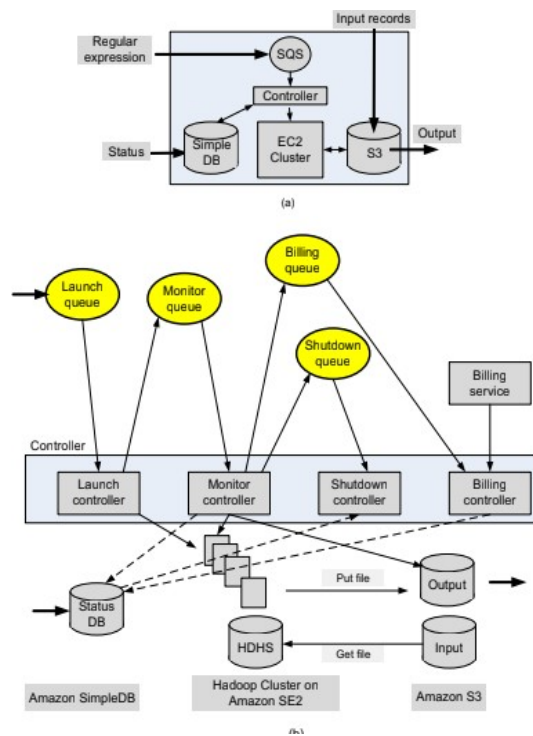 Input records
Regular
expression
SQS
Controller
Status
Simple
DB
EC2
Cluster
S3
Output
(a)
Billing
queue
Launch
queue
Monitor
queue
Shutdown
queue
Billing
service
Controller
Launch
controller
Monitor
controller
Shutdown
controller
Billing
controller
Status
DB
Put file
Output
HDHS
Get file
Input
Amazon SimpleDB
Hadoop Cluster on
Amazon SE2
Amazon S3
(b)